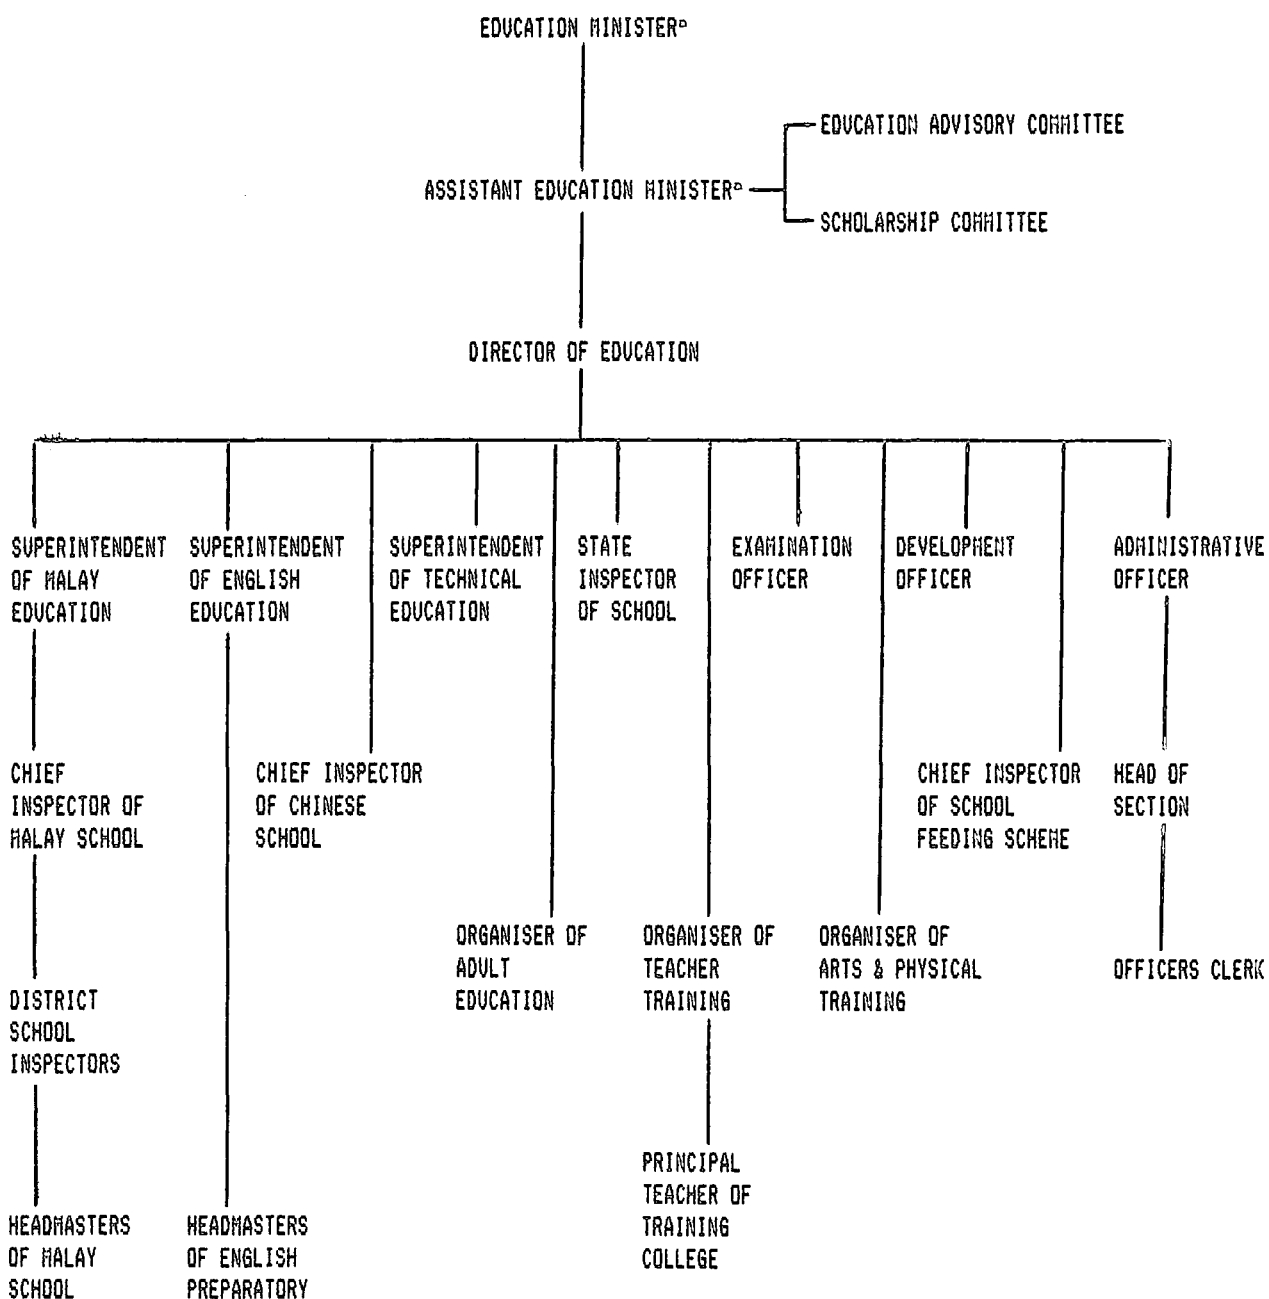 EDUCATION MINISTER¤
EDUCATION ADVISORY COMMITTEE
ASSISTANT EDUCATION MINISTER¤
SCHOLARSHIP COMMITTEE
DIRECTOR OF EDUCATION
SUPERINTENDENT
OF MALAY
EDUCATION
SUPERINTENDENT
OF ENGLISH
EDUCATION
SUPERINTENDENT
OF TECHNICAL
EDUCATION
STATE
INSPECTOR
OF SCHOOL
EXAMINATION
OFFICER
DEVELOPMENT
OFFICER
ADMINISTRATIVE
OFFICER
CHIEF
INSPECTOR OF
MALAY SCHOOL
CHIEF INSPECTOR
OF CHINESE
SCHOOL
CHIEF INSPECTOR
OF SCHOOL
FEEDING SCHEME
HEAD OF
SECTION
ORGANISER OF
ADULT
EDUCATION
ORGANISER OF
TEACHER
TRAINING
ORGANISER OF
ARTS & PHYSICAL
TRAINING
OFFICERS CLERK
DISTRICT
SCHOOL
INSPECTORS
PRINCIPAL
TEACHER OF
TRAINING
COLLEGE
HEADMASTERS
OF MALAY
SCHOOL
HEADMASTERS
OF ENGLISH
PREPARATORY